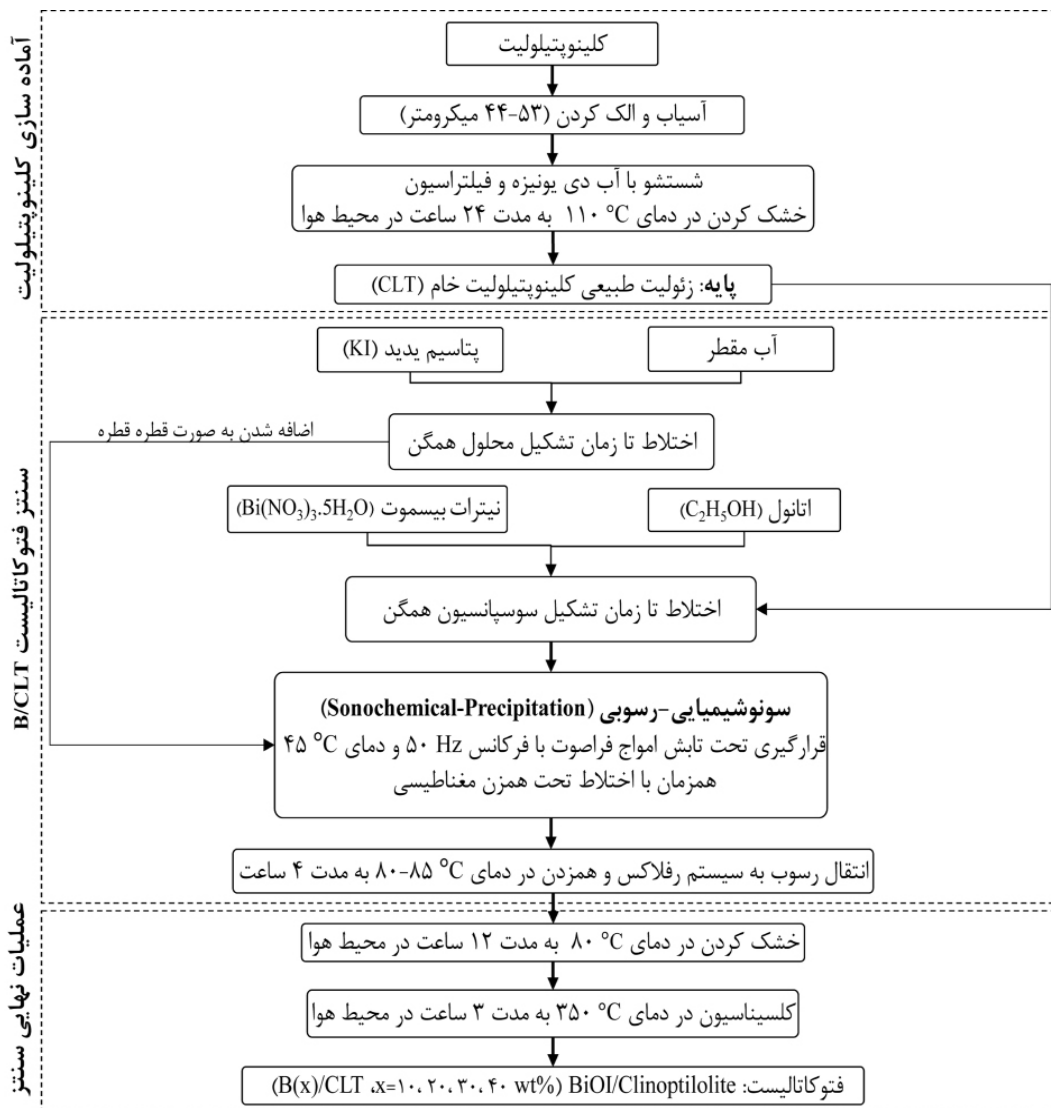 آماده سازی کلینوپتیلولیت
کلینوپتیلولیت
آسیاب و الک کردن (۵۳-۴۴ میکرومتر)
شستشو با آب دی یونیزه و فیلتراسیون
خشک کردن در دمای ۱۱۰ °C به مدت ۲۴ ساعت در محیط هوا
پایه: زئولیت طبیعی کلینوپتیلولیت خام (CLT)
سنتز فتوکاتالیست B/CLT
آب مقطر
پتاسیم یدید (KI)
اختلاط تا زمان تشکیل محلول همگن
اضافه شدن به صورت قطره قطره
اتانول (C₂H₅OH)
نیترات بیسموت (Bi(NO₃)₃.5H₂O)
اختلاط تا زمان تشکیل سوسپانسیون همگن
سونوشیمیایی-رسوبی (Sonochemical-Precipitation)
قرارگیری تحت تابش امواج فراصوت با فرکانس ۵۰ Hz و دمای ۴۵ °C
همزمان با اختلاط تحت همزن مغناطیسی
انتقال رسوب به سیستم رفلاکس و همزدن در دمای ۸۰-۸۵ °C به مدت ۴ ساعت
عملیات نهایی سنتز
خشک کردن در دمای ۸۰ °C به مدت ۱۲ ساعت در محیط هوا
کلسیناسیون در دمای ۳۵۰ °C به مدت ۳ ساعت در محیط هوا
فتوکاتالیست: BiOI/Clinoptilolite (B(x)/CLT ،x=۱۰، ۲۰، ۳۰، ۴۰ wt%)